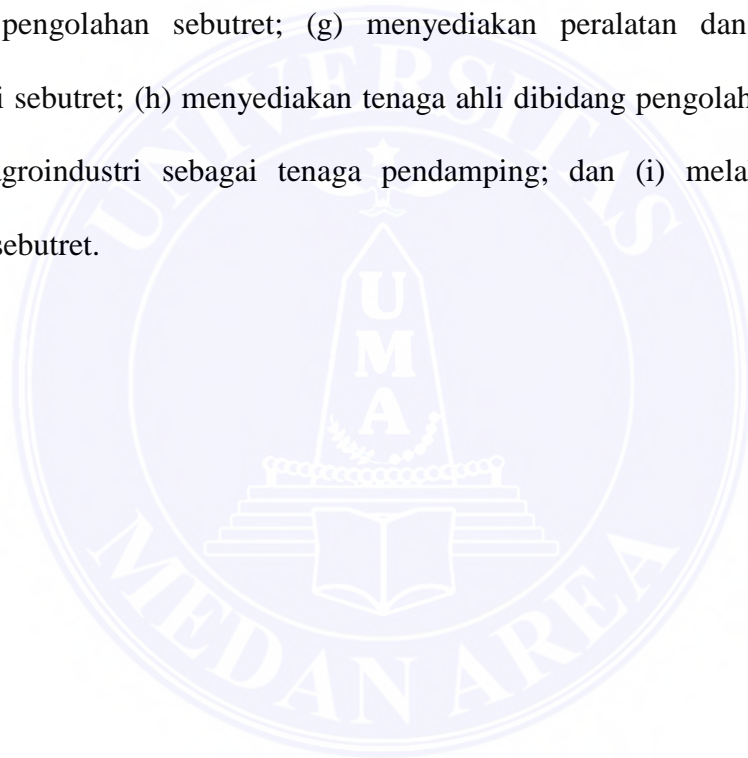 pengolahan sebutret; (g) menyediakan peralatan dan
i sebutret; (h) menyediakan tenaga ahli dibidang pengolah
groindustri sebagai tenaga pendamping; dan (i) mela
sebutret.
UNIVERSITAS
UMA
MEDAN AREA